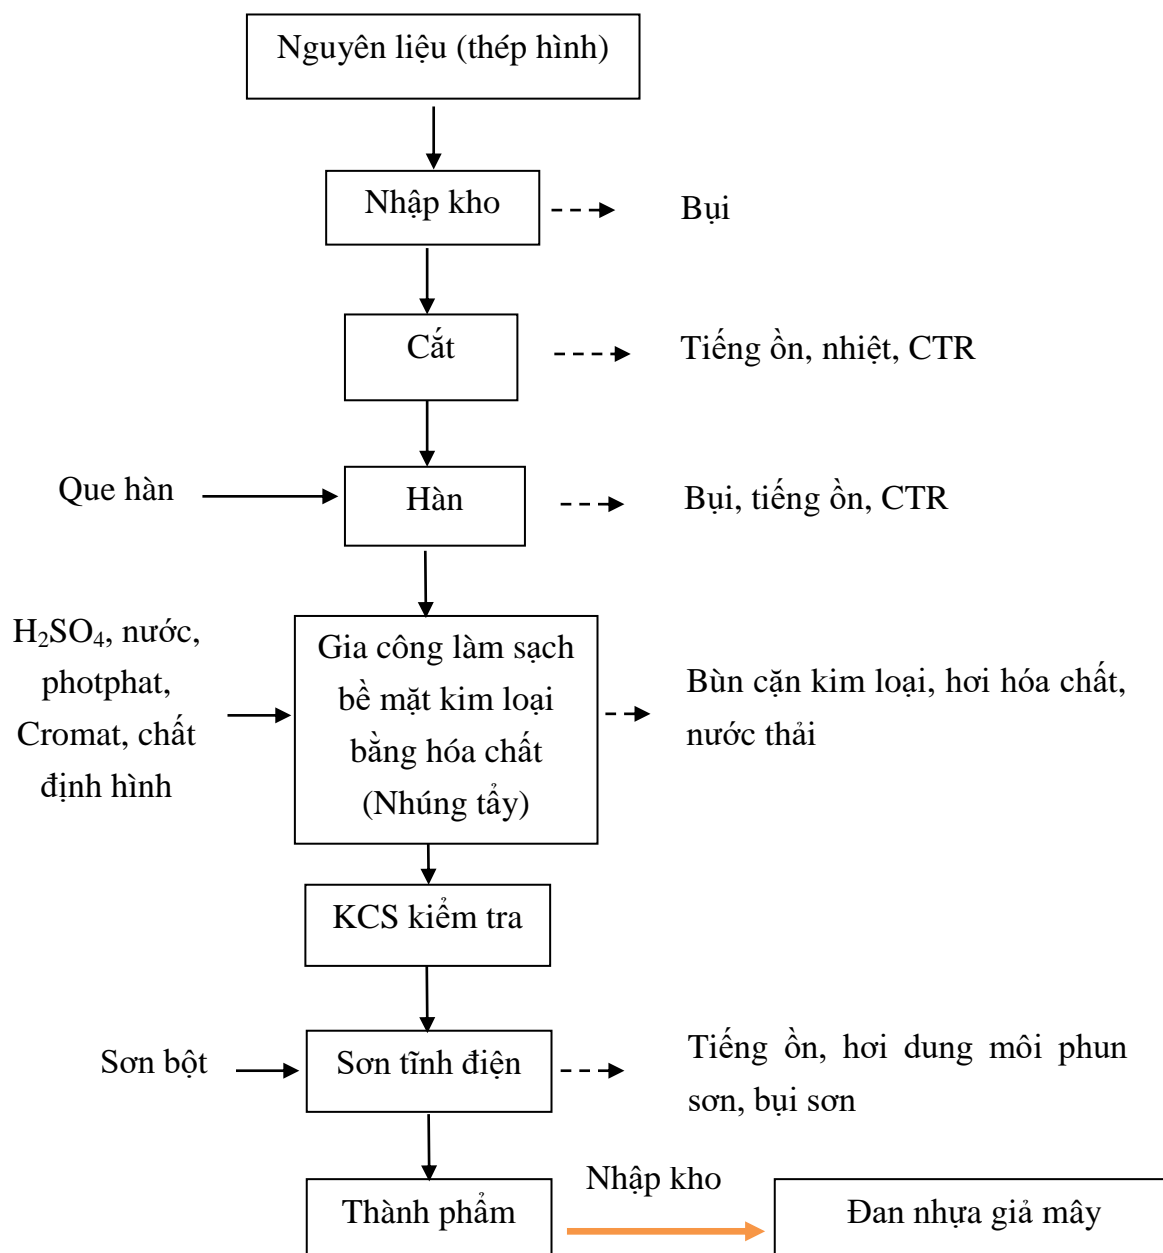 Nguyên liệu (thép hình)
Nhập kho
Bụi
Cắt
Tiếng ồn, nhiệt, CTR
Que hàn
Hàn
Bụi, tiếng ồn, CTR
H₂SO₄, nước,
photphat,
Cromat, chất
định hình
Gia công làm sạch
bề mặt kim loại
bằng hóa chất
(Nhúng tẩy)
Bùn cặn kim loại, hơi hóa chất,
nước thải
KCS kiểm tra
Sơn bột
Sơn tĩnh điện
Tiếng ồn, hơi dung môi phun
sơn, bụi sơn
Thành phẩm
Nhập kho
Đan nhựa giả mây